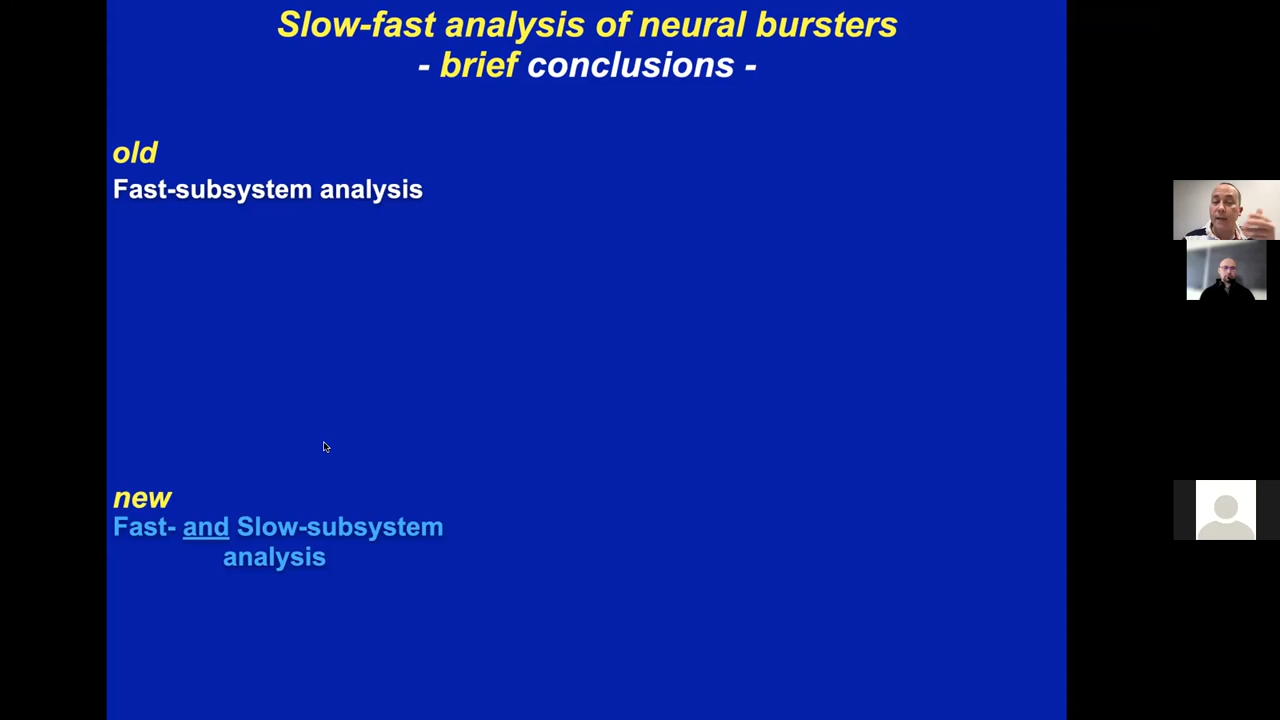 Slow-fast analysis of neural bursters
- brief conclusions -
old
Fast-subsystem analysis
new
Fast- and Slow-subsystem
analysis